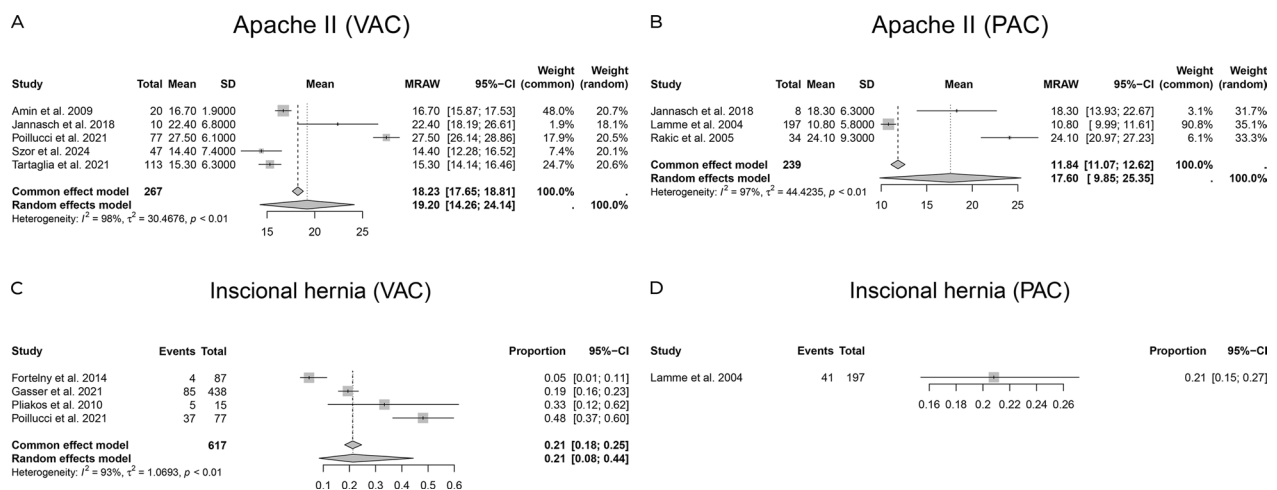 A
Apache II (VAC)
Study Total Mean SD Mean MRAW 95%−CI Weight (common) Weight (random)
Amin et al. 2009 20 16.70 1.9000 16.70 [15.87; 17.53] 48.0% 20.7%
Jannasch et al. 2018 10 22.40 6.8000 22.40 [18.19; 26.61] 1.9% 18.1%
Poillucci et al. 2021 77 27.50 6.1000 27.50 [26.14; 28.86] 17.9% 20.5%
Szor et al. 2024 47 14.40 7.4000 14.40 [12.28; 16.52] 7.4% 20.1%
Tartaglia et al. 2021 113 15.30 6.3000 15.30 [14.14; 16.46] 24.7% 20.6%
Common effect model 267 18.23 [17.65; 18.81] 100.0% .
Random effects model 19.20 [14.26; 24.14] . 100.0%
Heterogeneity: I² = 98%, τ² = 30.4676, p < 0.01
15 20 25
B
Apache II (PAC)
Study Total Mean SD Mean MRAW 95%−CI Weight (common) Weight (random)
Jannasch et al. 2018 8 18.30 6.3000 18.30 [13.93; 22.67] 3.1% 31.7%
Lamme et al. 2004 197 10.80 5.8000 10.80 [ 9.99; 11.61] 90.8% 35.1%
Rakic et al. 2005 34 24.10 9.3000 24.10 [20.97; 27.23] 6.1% 33.3%
Common effect model 239 11.84 [11.07; 12.62] 100.0% .
Random effects model 17.60 [ 9.85; 25.35] . 100.0%
Heterogeneity: I² = 97%, τ² = 44.4235, p < 0.01
10 15 20 25
C
Inscional hernia (VAC)
Study Events Total Proportion 95%−CI
Fortelny et al. 2014 4 87 0.05 [0.01; 0.11]
Gasser et al. 2021 85 438 0.19 [0.16; 0.23]
Pliakos et al. 2010 5 15 0.33 [0.12; 0.62]
Poillucci et al. 2021 37 77 0.48 [0.37; 0.60]
Common effect model 617 0.21 [0.18; 0.25]
Random effects model 0.21 [0.08; 0.44]
Heterogeneity: I² = 93%, τ² = 1.0693, p < 0.01
0.1 0.2 0.3 0.4 0.5 0.6
D
Inscional hernia (PAC)
Study Events Total Proportion 95%−CI
Lamme et al. 2004 41 197 0.21 [0.15; 0.27]
0.16 0.18 0.2 0.22 0.24 0.26